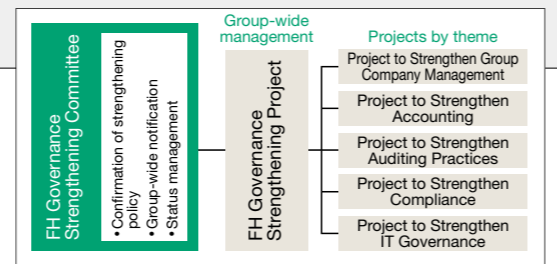 FH Governance
Strengthening Committee
• Confirmation of strengthening
policy
• Group-wide notification
• Status management
Group-wide
management
FH Governance
Strengthening Project
Projects by theme
Project to Strengthen Group
Company Management
Project to Strengthen
Accounting
Project to Strengthen
Auditing Practices
Project to Strengthen
Compliance
Project to Strengthen
IT Governance